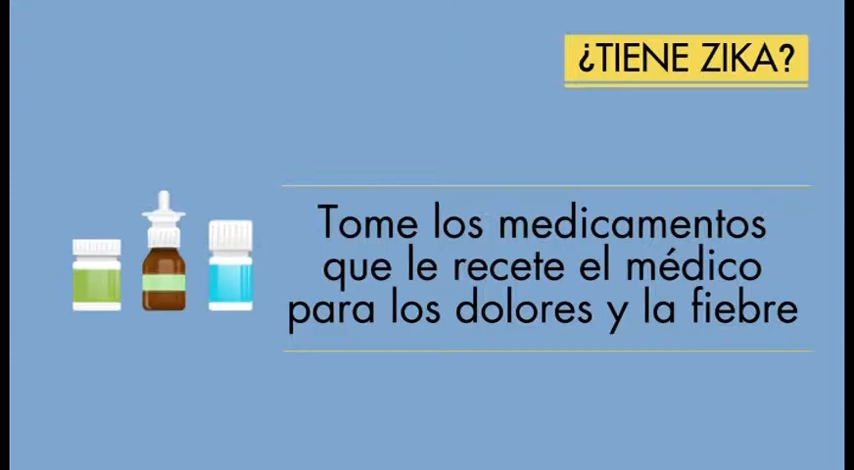 ¿TIENE ZIKA?
Tome los medicamentos
que le recete el médico
para los dolores y la fiebre